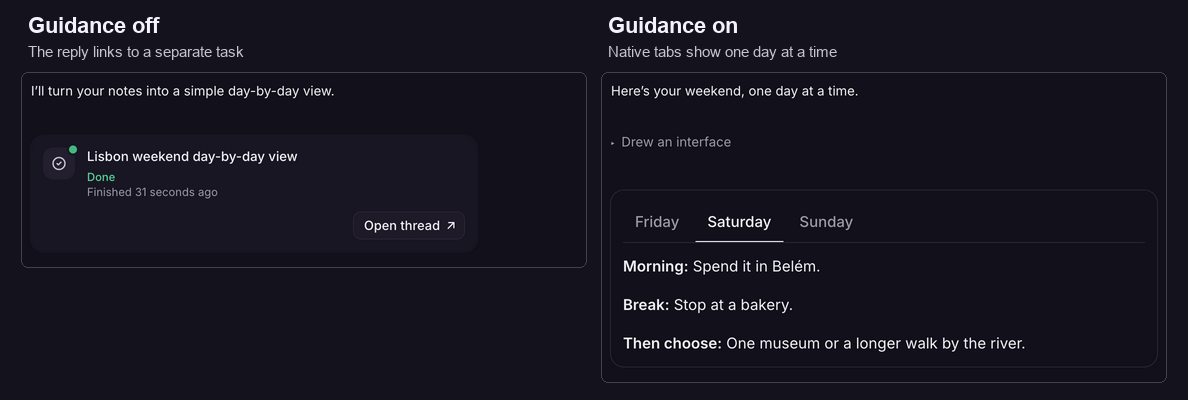 Guidance off
The reply links to a separate task
I’ll turn your notes into a simple day-by-day view.
Lisbon weekend day-by-day view
Done
Finished 31 seconds ago
Open thread
Guidance on
Native tabs show one day at a time
Here’s your weekend, one day at a time.
Drew an interface
Friday Saturday Sunday
Morning: Spend it in Belém.
Break: Stop at a bakery.
Then choose: One museum or a longer walk by the river.